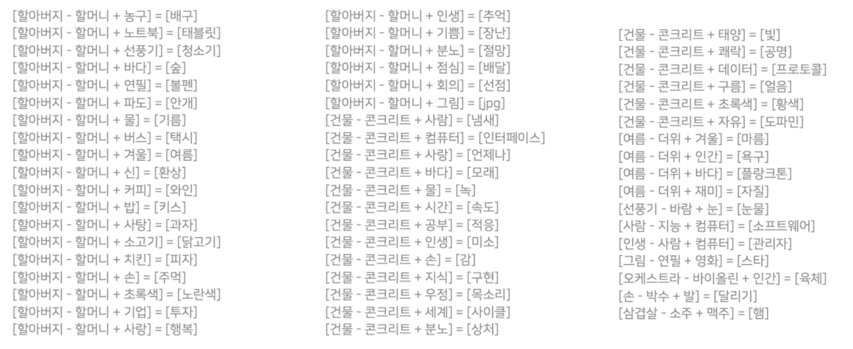 [할아버지 - 할머니 + 농구] = [배구]
[할아버지 - 할머니 + 노트북] = [태블릿]
[할아버지 - 할머니 + 선풍기] = [청소기]
[할아버지 - 할머니 + 바다] = [숲]
[할아버지 - 할머니 + 연필] = [볼펜]
[할아버지 - 할머니 + 파도] = [안개]
[할아버지 - 할머니 + 물] = [기름]
[할아버지 - 할머니 + 버스] = [택시]
[할아버지 - 할머니 + 겨울] = [여름]
[할아버지 - 할머니 + 신] = [환상]
[할아버지 - 할머니 + 커피] = [와인]
[할아버지 - 할머니 + 밥] = [키스]
[할아버지 - 할머니 + 사탕] = [과자]
[할아버지 - 할머니 + 소고기] = [닭고기]
[할아버지 - 할머니 + 치킨] = [피자]
[할아버지 - 할머니 + 손] = [주먹]
[할아버지 - 할머니 + 초록색] = [노란색]
[할아버지 - 할머니 + 기업] = [투자]
[할아버지 - 할머니 + 사랑] = [행복]
[할아버지 - 할머니 + 인생] = [추억]
[할아버지 - 할머니 + 기쁨] = [장난]
[할아버지 - 할머니 + 분노] = [절망]
[할아버지 - 할머니 + 점심] = [배달]
[할아버지 - 할머니 + 회의] = [선점]
[할아버지 - 할머니 + 그림] = [jpg]
[건물 - 콘크리트 + 사람] = [냄새]
[건물 - 콘크리트 + 컴퓨터] = [인터페이스]
[건물 - 콘크리트 + 사랑] = [언제나]
[건물 - 콘크리트 + 바다] = [모래]
[건물 - 콘크리트 + 물] = [녹]
[건물 - 콘크리트 + 시간] = [속도]
[건물 - 콘크리트 + 공부] = [적응]
[건물 - 콘크리트 + 인생] = [미소]
[건물 - 콘크리트 + 손] = [감]
[건물 - 콘크리트 + 지식] = [구현]
[건물 - 콘크리트 + 우정] = [목소리]
[건물 - 콘크리트 + 세계] = [사이클]
[건물 - 콘크리트 + 분노] = [상처]
[건물 - 콘크리트 + 태양] = [빛]
[건물 - 콘크리트 + 쾌락] = [공명]
[건물 - 콘크리트 + 데이터] = [프로토콜]
[건물 - 콘크리트 + 구름] = [얼음]
[건물 - 콘크리트 + 초록색] = [황색]
[건물 - 콘크리트 + 자유] = [도파민]
[여름 - 더위 + 겨울] = [마름]
[여름 - 더위 + 인간] = [욕구]
[여름 - 더위 + 바다] = [플랑크톤]
[여름 - 더위 + 재미] = [자질]
[선풍기 - 바람 + 눈] = [눈물]
[사람 - 지능 + 컴퓨터] = [소프트웨어]
[인생 - 사람 + 컴퓨터] = [관리자]
[그림 - 연필 + 영화] = [스타]
[오케스트라 - 바이올린 + 인간] = [육체]
[손 - 박수 + 발] = [달리기]
[삼겹살 - 소주 + 맥주] = [햄]